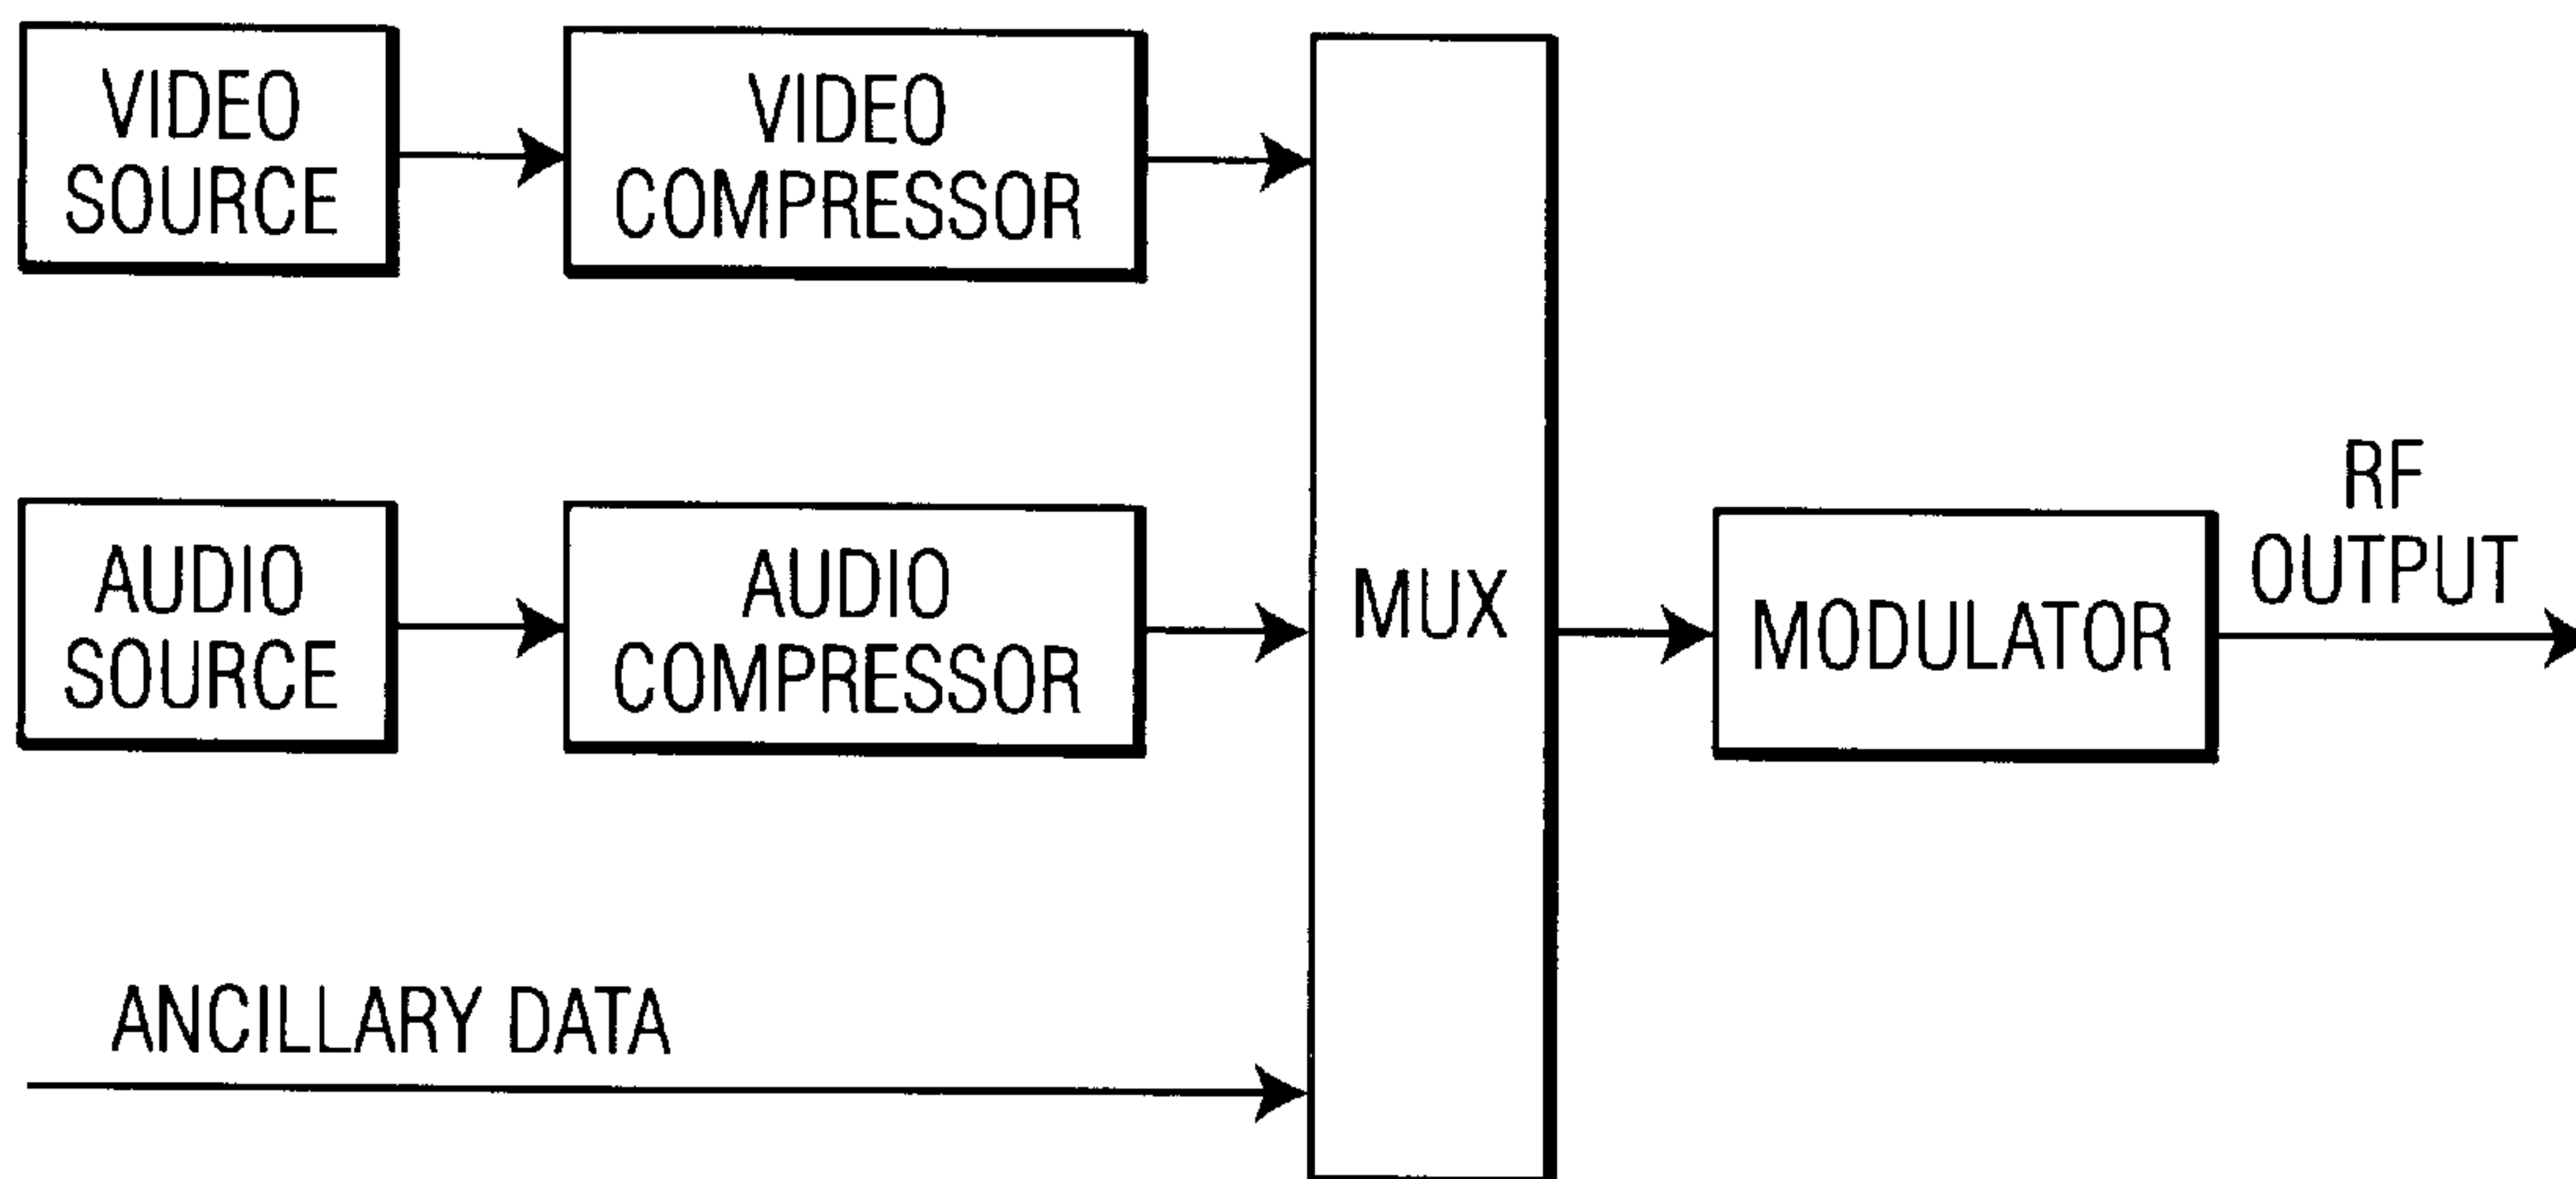 VIDEO
SOURCE
VIDEO
COMPRESSOR
AUDIO
SOURCE
AUDIO
COMPRESSOR
ANCILLARY DATA
MUX
MODULATOR
RF
OUTPUT